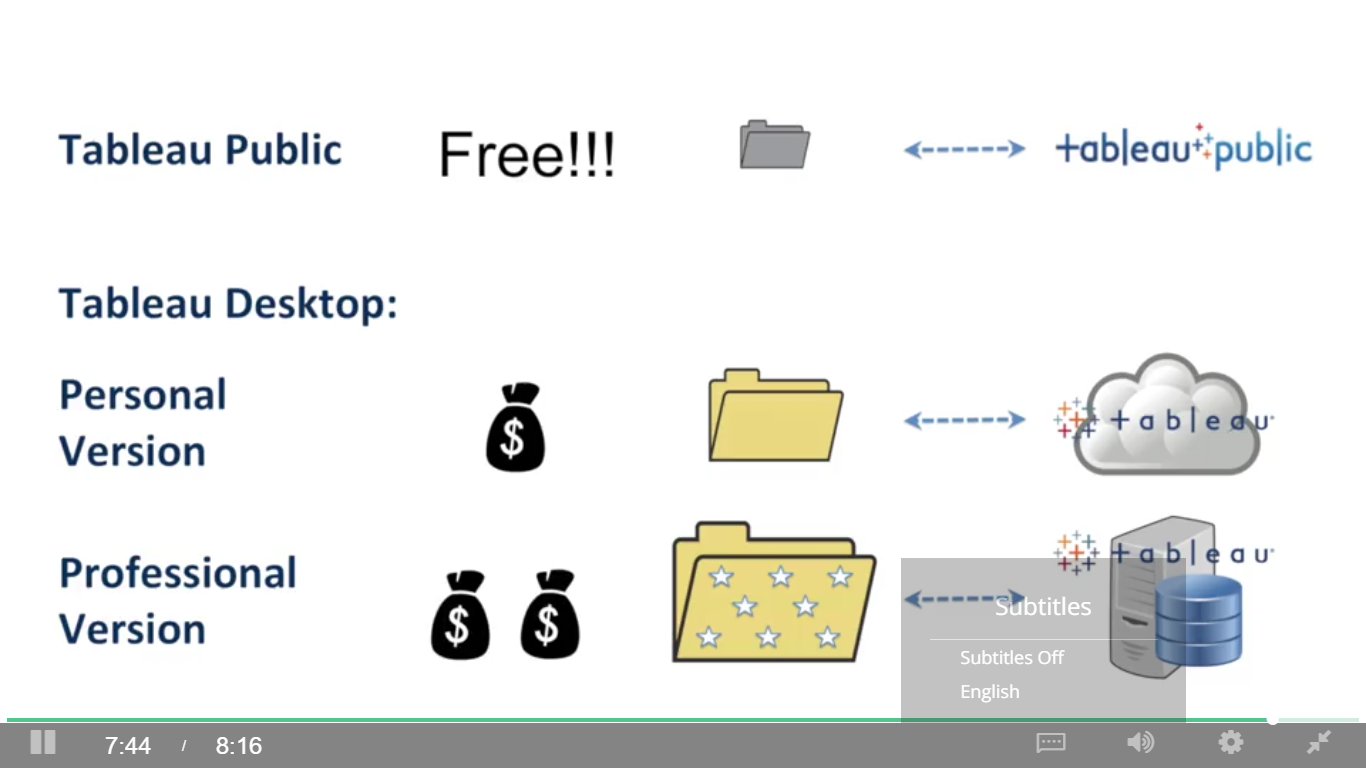 Tableau Public
Free!!!
+ableau public
Tableau Desktop:
Personal
Version
$
+ableau
Professional
Version
$ $
+ableau
Subtitles
Subtitles Off
English
7:44 / 8:16